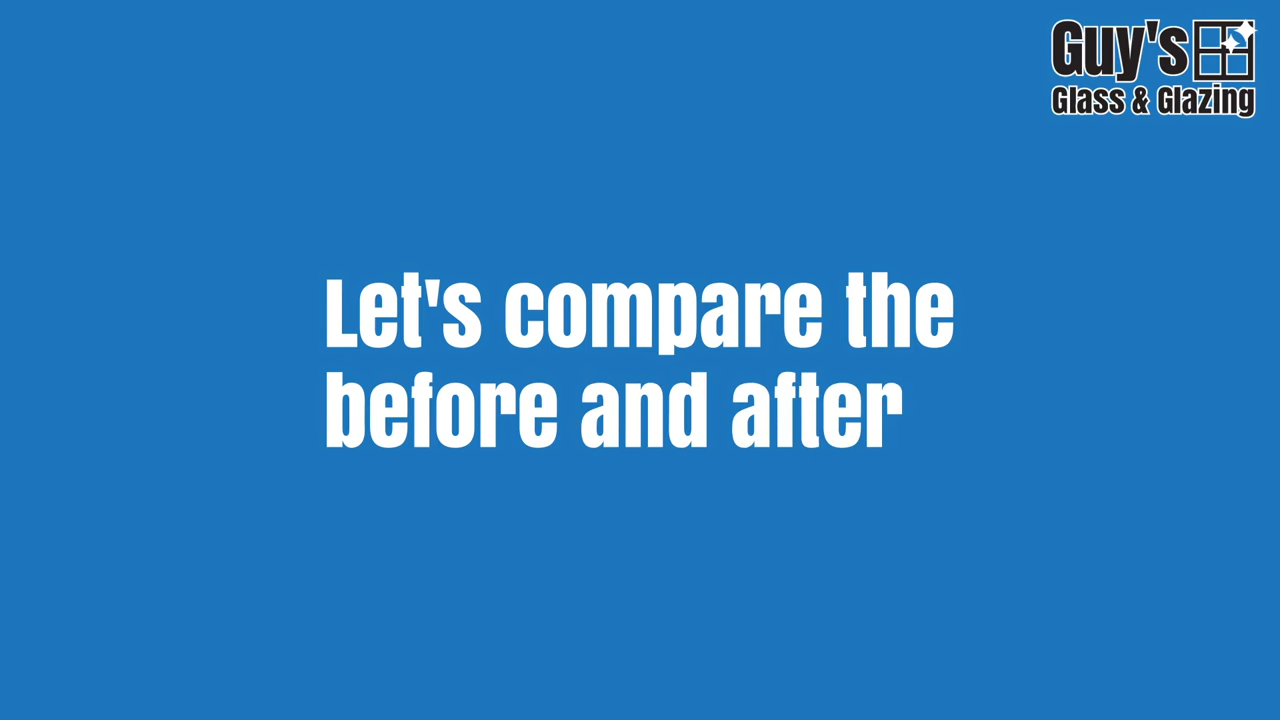 Guy's
Glass & Glazing
Let's compare the
before and after